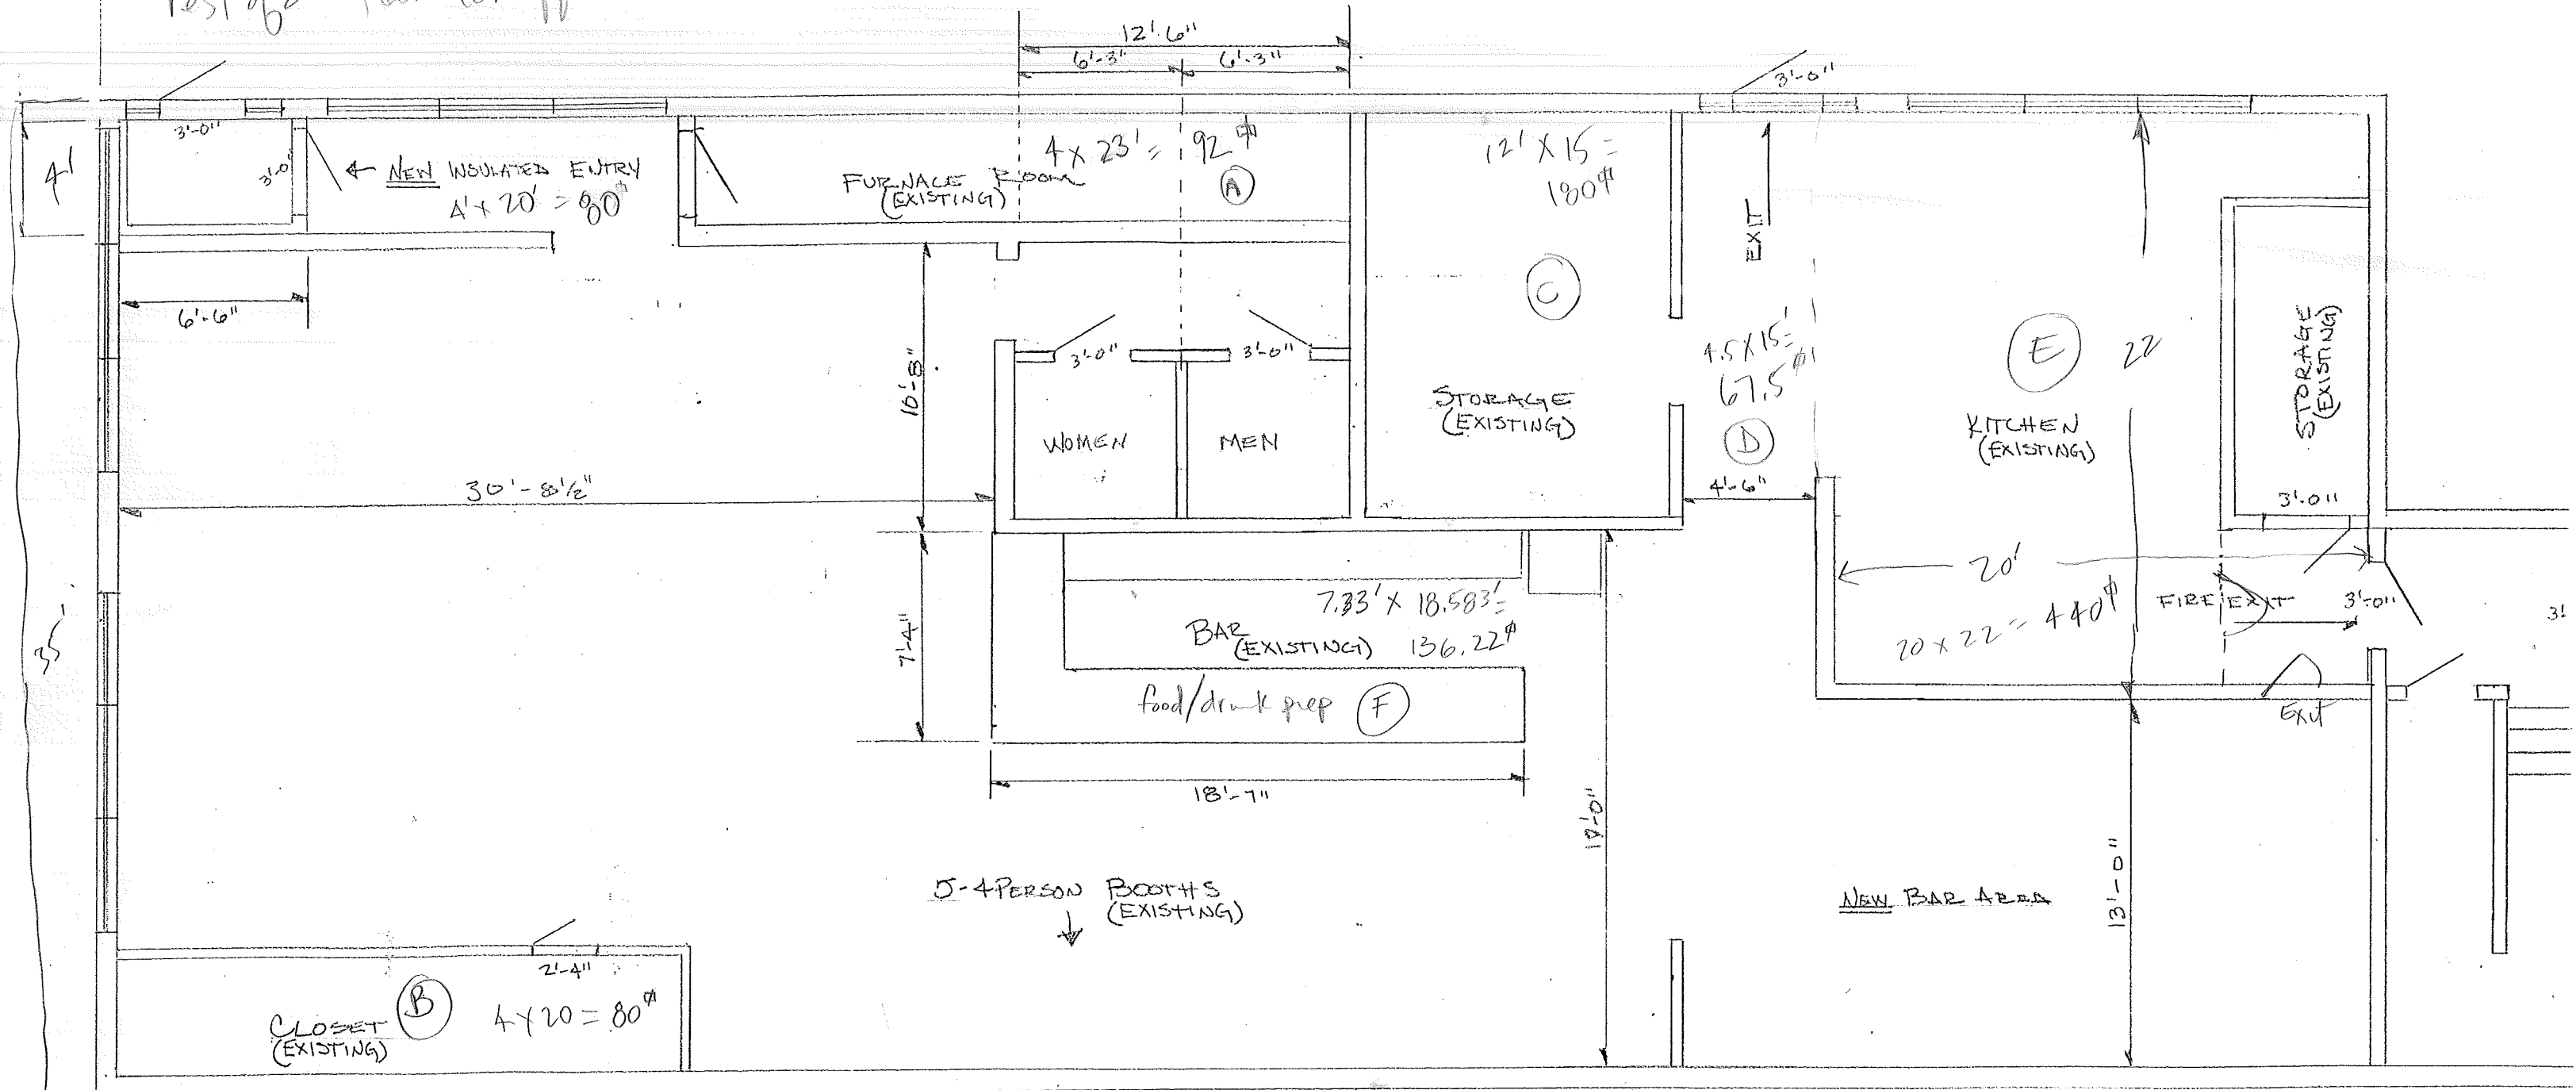 12'-6"
6'-3" 6'-3"
3'-0"
3'-0"
4'
3'-0"
← NEW INSULATED ENTRY
4' x 20' = 80⌗
4 x 23' = 92⌗
FURNACE ROOM
(EXISTING)
A
12' X 15 =
180⌗
EXIT
6'-6"
C
10'-8"
3'-0" 3'-0"
WOMEN MEN
STORAGE
(EXISTING)
4.5 X 15' =
67.5⌗
D
4'-6"
E
22
KITCHEN
(EXISTING)
STORAGE
(EXISTING)
3'-0"
30'-8½"
20'
20 x 22 = 440⌗
FIRE EXIT 3'-0"
Exit
35'
7'-4"
7.33' X 18.583' =
136.22⌗
BAR
(EXISTING)
food/drink prep F
18'-7"
13'-0"
5-4 PERSON BOOTHS
(EXISTING)
NEW BAR AREA
2'-4"
B
CLOSET
(EXISTING)
4 x 20 = 80⌗